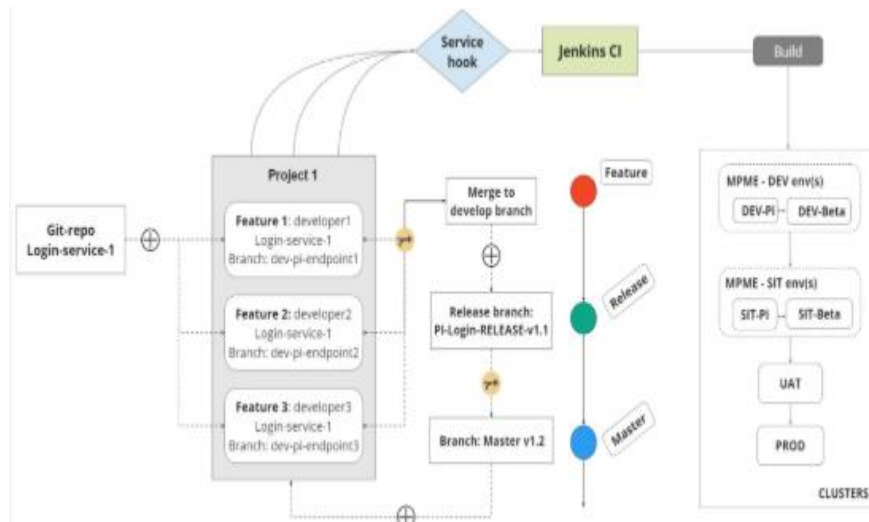 Service
hook
Jenkins CI
Build
Project 1
Git-repo
Login-service-1
Feature 1: developer1
Login-service-1
Branch: dev-pi-endpoint1
Feature 2: developer2
Login-service-1
Branch: dev-pi-endpoint2
Feature 3: developer3
Login-service-1
Branch: dev-pi-endpoint3
Merge to
develop branch
Release branch:
PI-Login-RELEASE-v1.1
Branch: Master v1.2
Feature
Release
Master
MPME - DEV env(s)
DEV-Pi
DEV-Beta
MPME - SIT env(s)
SIT-Pi
SIT-Beta
UAT
PROD
CLUSTERS